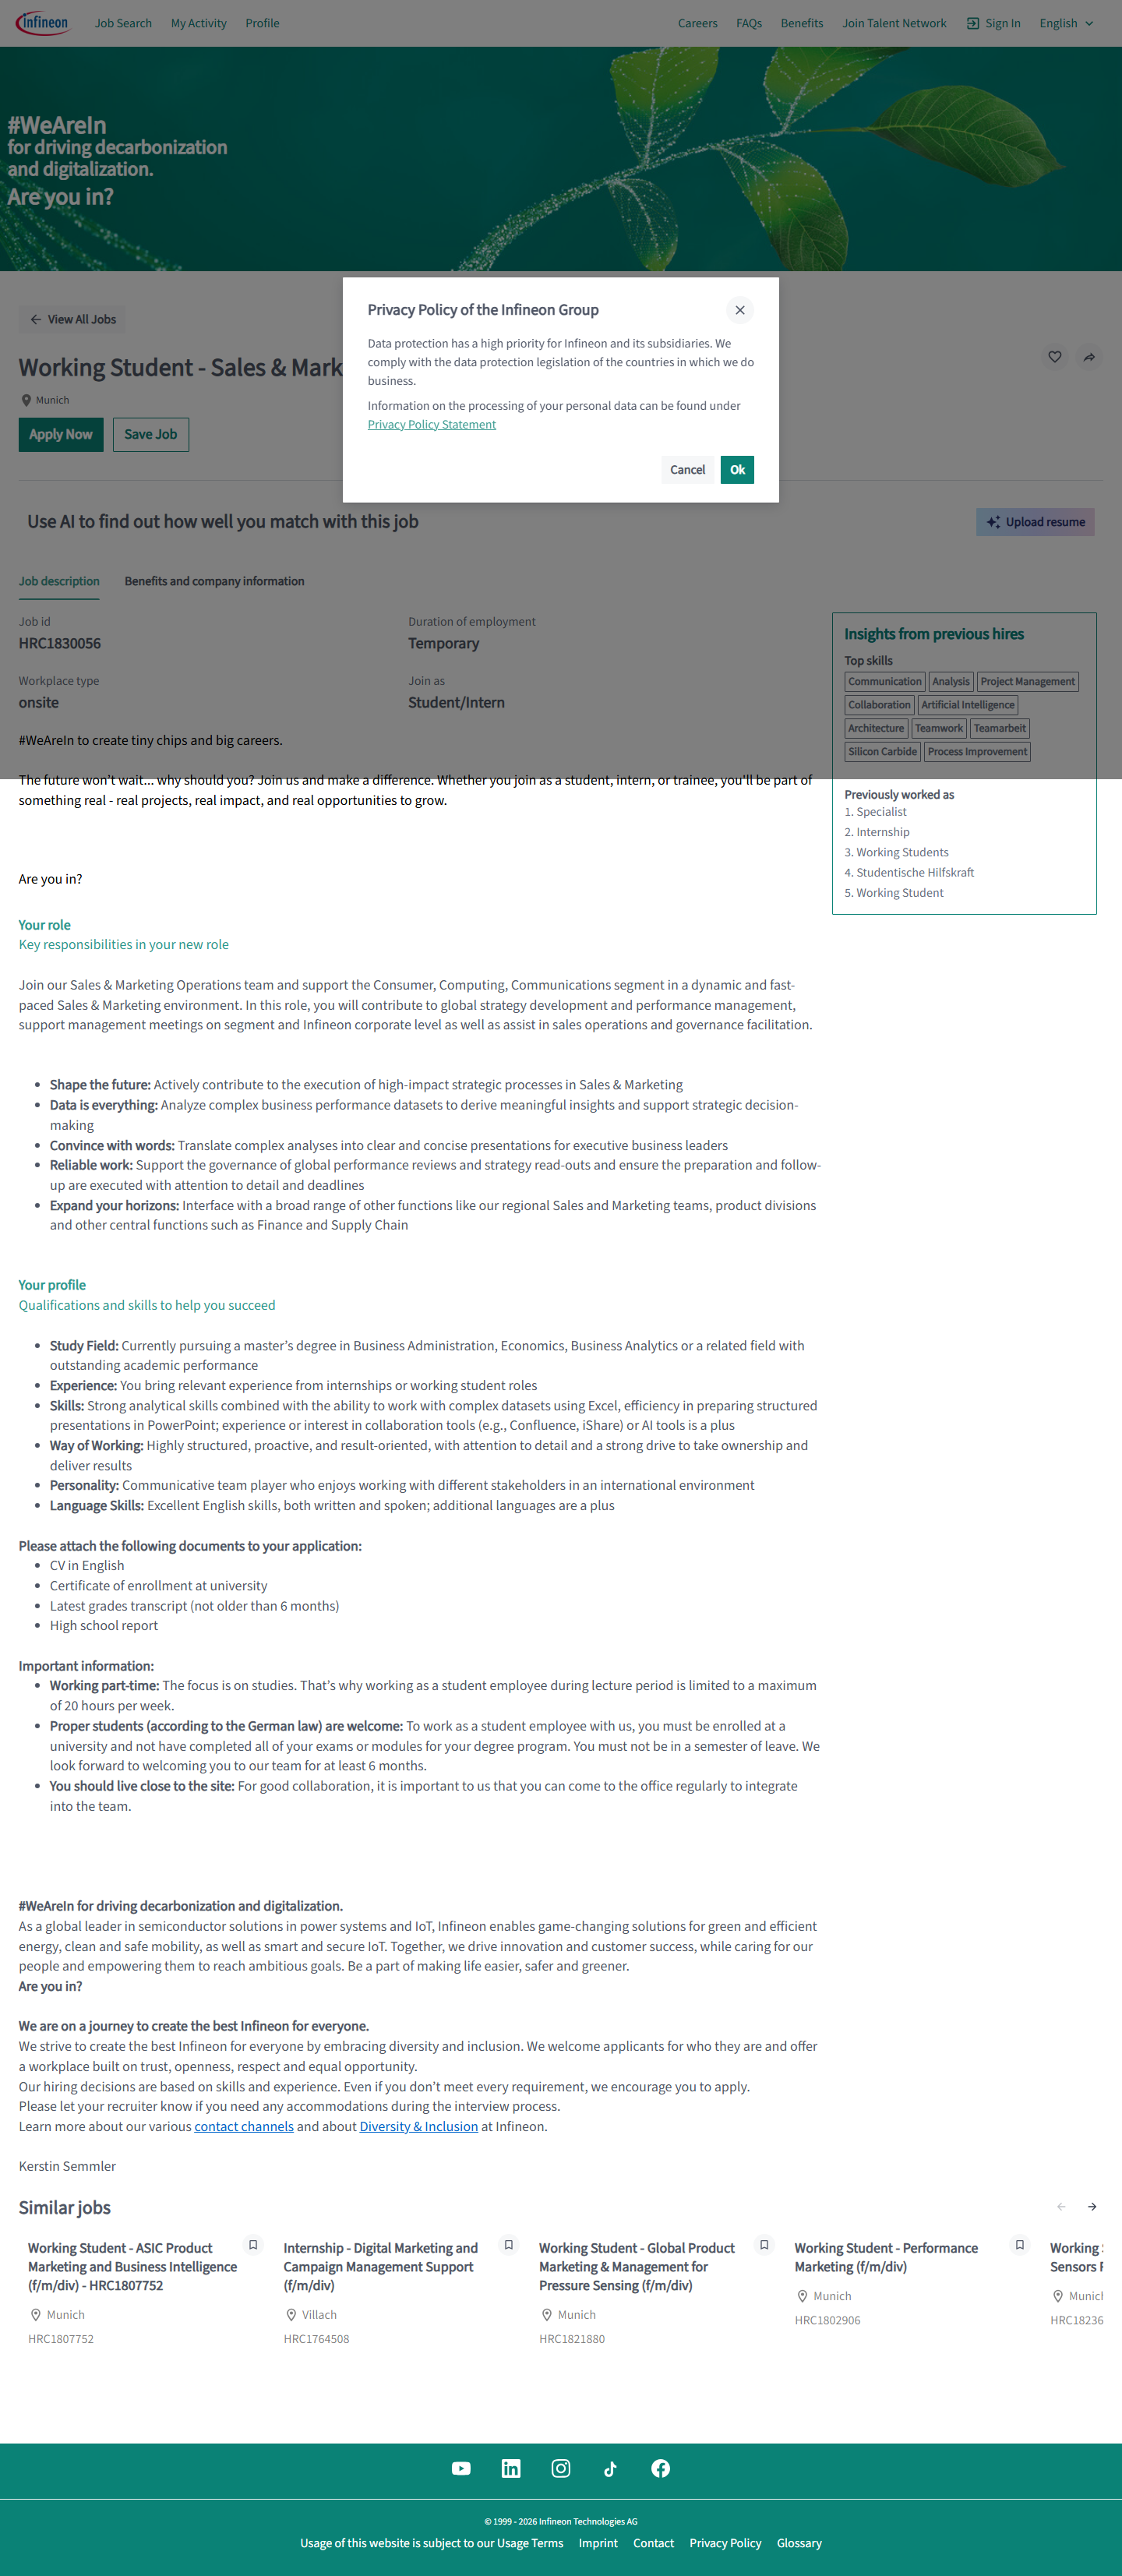 infineon
Job Search
My Activity
Profile
Careers
FAQs
Benefits
Join Talent Network
Sign In
English
#WeAreIn
for driving decarbonization
and digitalization.
Are you in?
Privacy Policy of the Infineon Group
Data protection has a high priority for Infineon and its subsidiaries. We
comply with the data protection legislation of the countries in which we do
business.
Information on the processing of your personal data can be found under
Privacy Policy Statement
Cancel
Ok
View All Jobs
Working Student - Sales & Mark
Munich
Apply Now
Save Job
Use AI to find out how well you match with this job
Upload resume
Job description
Benefits and company information
Job id
HRC1830056
Duration of employment
Temporary
Workplace type
onsite
Join as
Student/Intern
Insights from previous hires
Top skills
Communication
Analysis
Project Management
Collaboration
Artificial Intelligence
Architecture
Teamwork
Teamarbeit
Silicon Carbide
Process Improvement
Previously worked as
1. Specialist
2. Internship
3. Working Students
4. Studentische Hilfskraft
5. Working Student
#WeAreIn to create tiny chips and big careers.
The future won't wait... why should you? Join us and make a difference. Whether you join as a student, intern, or trainee, you'll be part of
something real - real projects, real impact, and real opportunities to grow.
Are you in?
Your role
Key responsibilities in your new role
Join our Sales & Marketing Operations team and support the Consumer, Computing, Communications segment in a dynamic and fast-
paced Sales & Marketing environment. In this role, you will contribute to global strategy development and performance management,
support management meetings on segment and Infineon corporate level as well as assist in sales operations and governance facilitation.
• Shape the future: Actively contribute to the execution of high-impact strategic processes in Sales & Marketing
• Data is everything: Analyze complex business performance datasets to derive meaningful insights and support strategic decision-
making
• Convince with words: Translate complex analyses into clear and concise presentations for executive business leaders
• Reliable work: Support the governance of global performance reviews and strategy read-outs and ensure the preparation and follow-
up are executed with attention to detail and deadlines
• Expand your horizons: Interface with a broad range of other functions like our regional Sales and Marketing teams, product divisions
and other central functions such as Finance and Supply Chain
Your profile
Qualifications and skills to help you succeed
• Study Field: Currently pursuing a master's degree in Business Administration, Economics, Business Analytics or a related field with
outstanding academic performance
• Experience: You bring relevant experience from internships or working student roles
• Skills: Strong analytical skills combined with the ability to work with complex datasets using Excel, efficiency in preparing structured
presentations in PowerPoint; experience or interest in collaboration tools (e.g., Confluence, iShare) or AI tools is a plus
• Way of Working: Highly structured, proactive, and result-oriented, with attention to detail and a strong drive to take ownership and
deliver results
• Personality: Communicative team player who enjoys working with different stakeholders in an international environment
• Language Skills: Excellent English skills, both written and spoken; additional languages are a plus
Please attach the following documents to your application:
• CV in English
• Certificate of enrollment at university
• Latest grades transcript (not older than 6 months)
• High school report
Important information:
• Working part-time: The focus is on studies. That's why working as a student employee during lecture period is limited to a maximum
of 20 hours per week.
• Proper students (according to the German law) are welcome: To work as a student employee with us, you must be enrolled at a
university and not have completed all of your exams or modules for your degree program. You must not be in a semester of leave. We
look forward to welcoming you to our team for at least 6 months.
• You should live close to the site: For good collaboration, it is important to us that you can come to the office regularly to integrate
into the team.
#WeAreIn for driving decarbonization and digitalization.
As a global leader in semiconductor solutions in power systems and IoT, Infineon enables game-changing solutions for green and efficient
energy, clean and safe mobility, as well as smart and secure IoT. Together, we drive innovation and customer success, while caring for our
people and empowering them to reach ambitious goals. Be a part of making life easier, safer and greener.
Are you in?
We are on a journey to create the best Infineon for everyone.
We strive to create the best Infineon for everyone by embracing diversity and inclusion. We welcome applicants for who they are and offer
a workplace built on trust, openness, respect and equal opportunity.
Our hiring decisions are based on skills and experience. Even if you don't meet every requirement, we encourage you to apply.
Please let your recruiter know if you need any accommodations during the interview process.
Learn more about our various contact channels and about Diversity & Inclusion at Infineon.
Kerstin Semmler
Similar jobs
Working Student - ASIC Product
Marketing and Business Intelligence
(f/m/div) - HRC1807752
Munich
HRC1807752
Internship - Digital Marketing and
Campaign Management Support
(f/m/div)
Villach
HRC1764508
Working Student - Global Product
Marketing & Management for
Pressure Sensing (f/m/div)
Munich
HRC1821880
Working Student - Performance
Marketing (f/m/div)
Munich
HRC1802906
Working
Sensors
Munich
HRC18236
© 1999 - 2026 Infineon Technologies AG
Usage of this website is subject to our Usage Terms
Imprint
Contact
Privacy Policy
Glossary